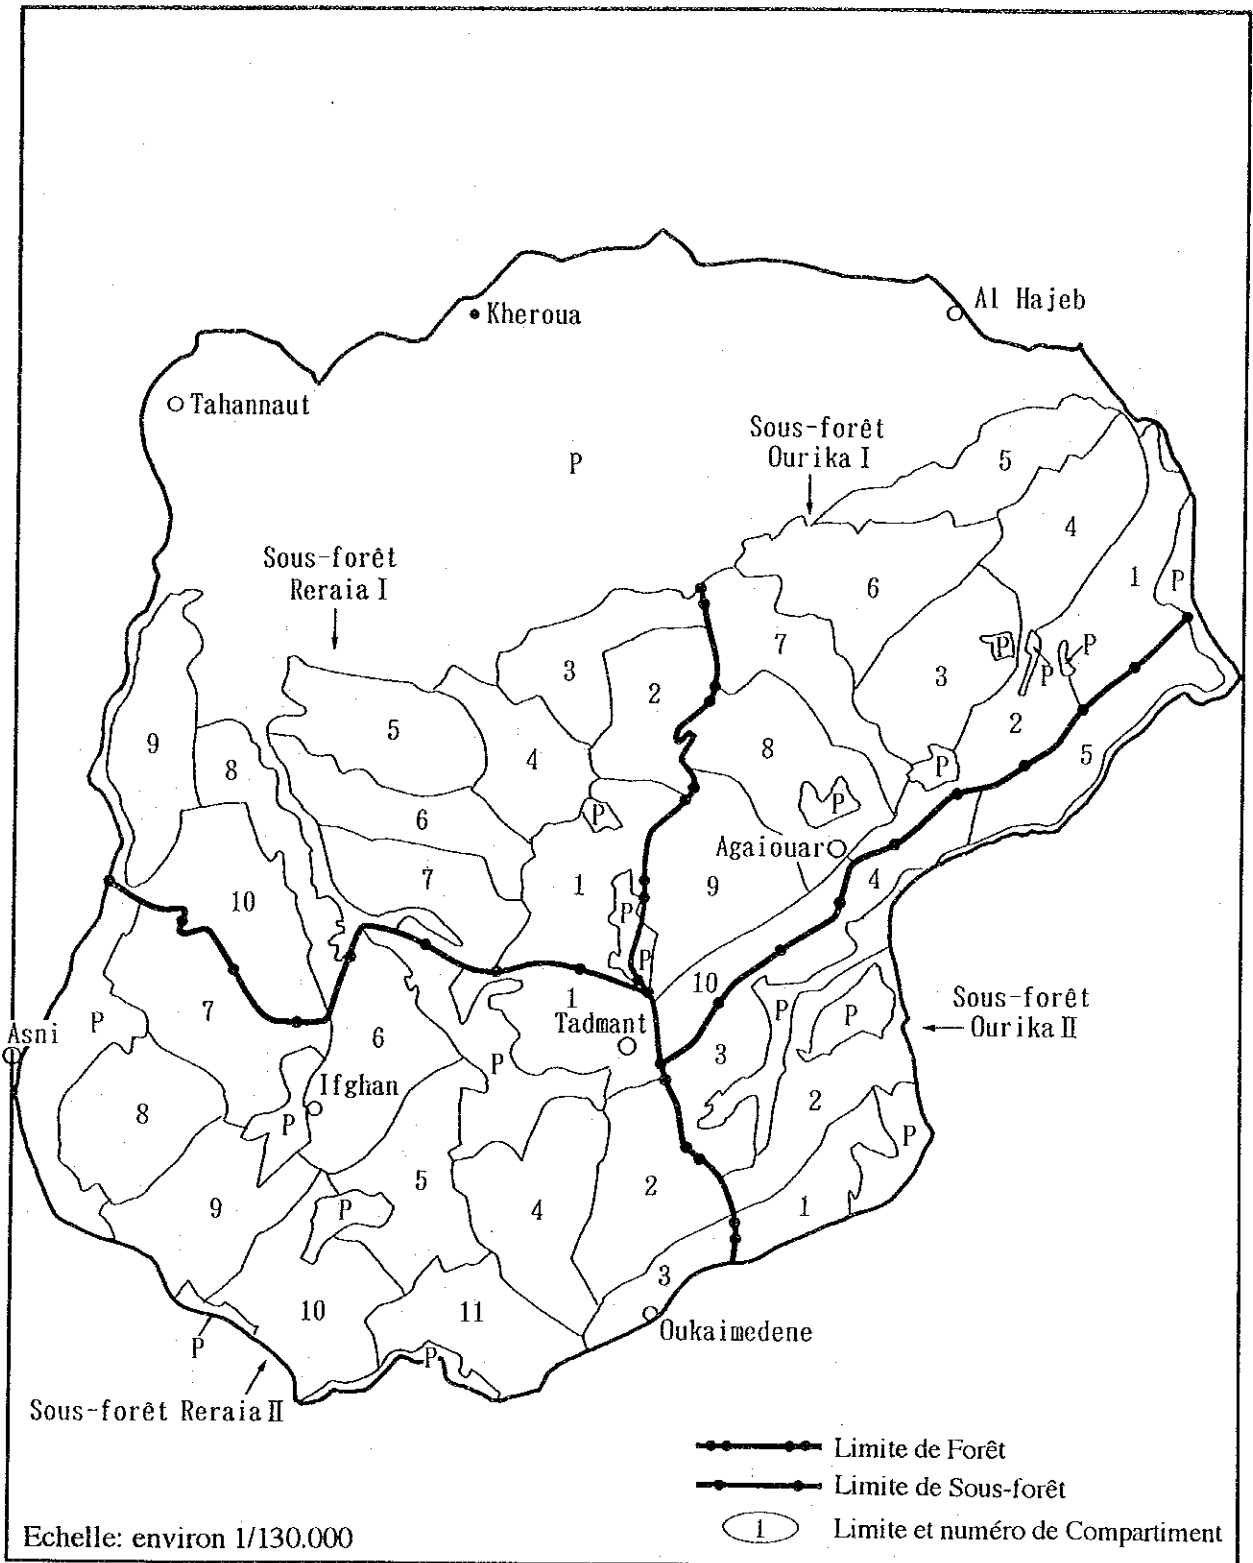 Al Hajeb
Kheroua
Tahannaut
Sous-forêt
Ourika I
P
5
4
Sous-forêt
Reraia I
1
P
6
7
3
2
3
P
P
P
2
5
9
8
5
4
8
P
6
P
P
Agaiouar
7
1
9
4
10
P
P
10
7
P
Asni
6
1
Tadmant
P
3
P
P
Sous-forêt
Ourika II
8
Ifghan
P
2
P
9
P
5
4
2
1
10
11
3
Oukaimedene
P
P
Sous-forêt Reraia II
Limite de Forêt
Limite de Sous-forêt
1 Limite et numéro de Compartiment
Echelle: environ 1/130.000